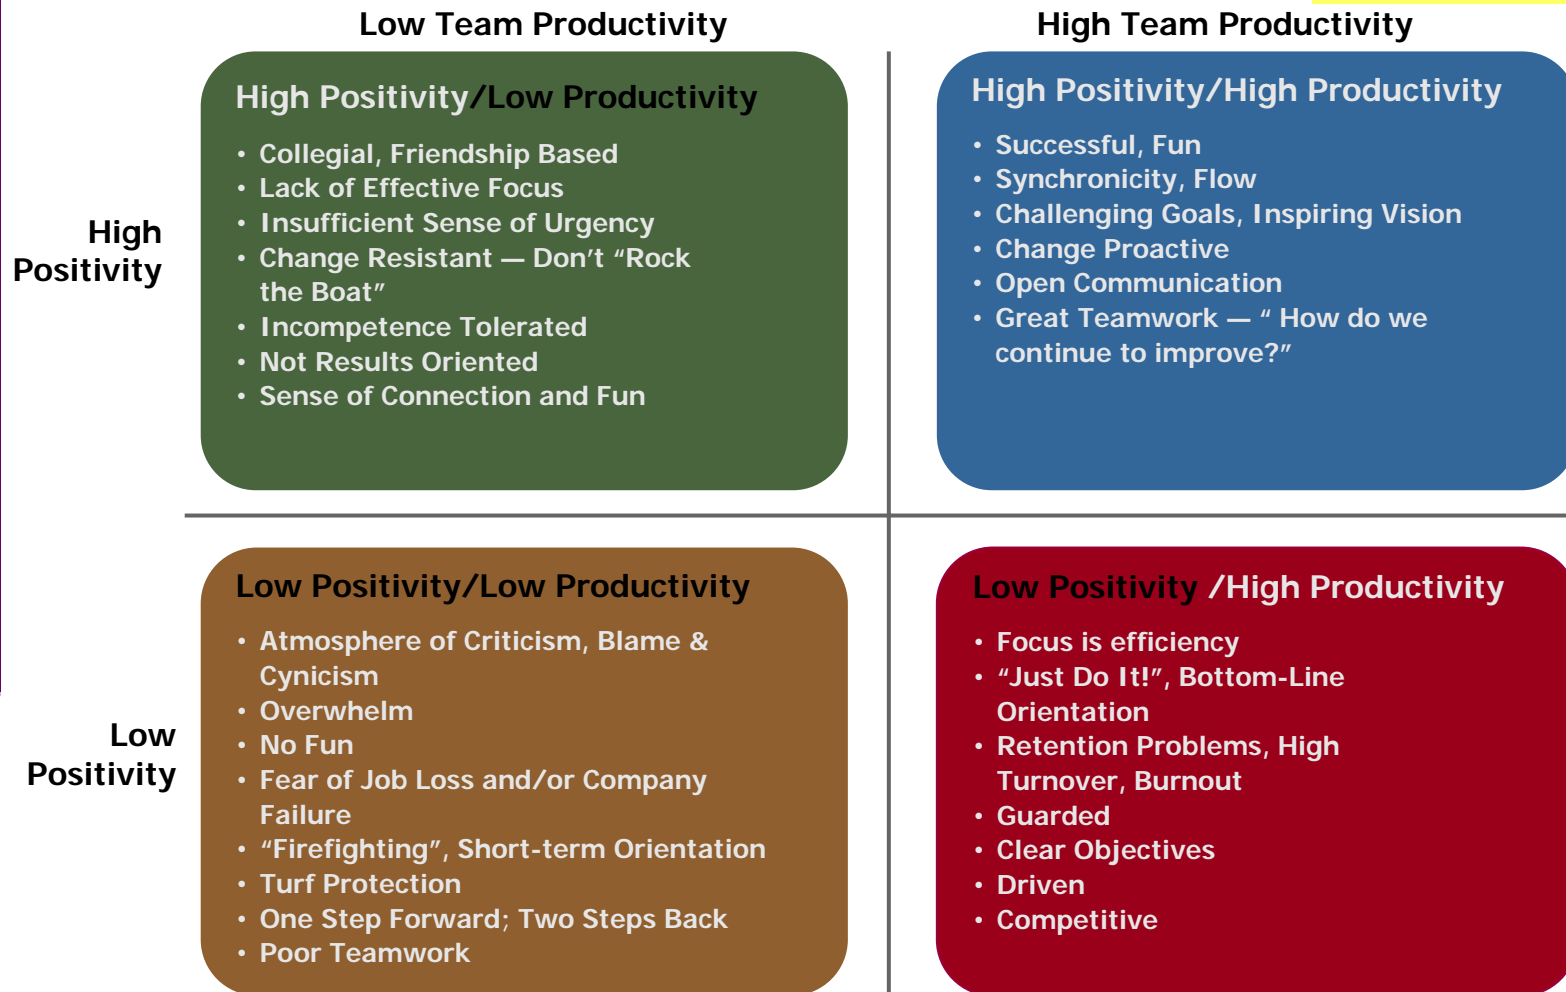 Low Team Productivity
High Team Productivity
High
Positivity
High Positivity/Low Productivity
• Collegial, Friendship Based
• Lack of Effective Focus
• Insufficient Sense of Urgency
• Change Resistant — Don’t “Rock
the Boat”
• Incompetence Tolerated
• Not Results Oriented
• Sense of Connection and Fun
High Positivity/High Productivity
• Successful, Fun
• Synchronicity, Flow
• Challenging Goals, Inspiring Vision
• Change Proactive
• Open Communication
• Great Teamwork — “ How do we
continue to improve?”
Low
Positivity
Low Positivity/Low Productivity
• Atmosphere of Criticism, Blame &
Cynicism
• Overwhelm
• No Fun
• Fear of Job Loss and/or Company
Failure
• “Firefighting”, Short-term Orientation
• Turf Protection
• One Step Forward; Two Steps Back
• Poor Teamwork
Low Positivity /High Productivity
• Focus is efficiency
• “Just Do It!”, Bottom-Line
Orientation
• Retention Problems, High
Turnover, Burnout
• Guarded
• Clear Objectives
• Driven
• Competitive